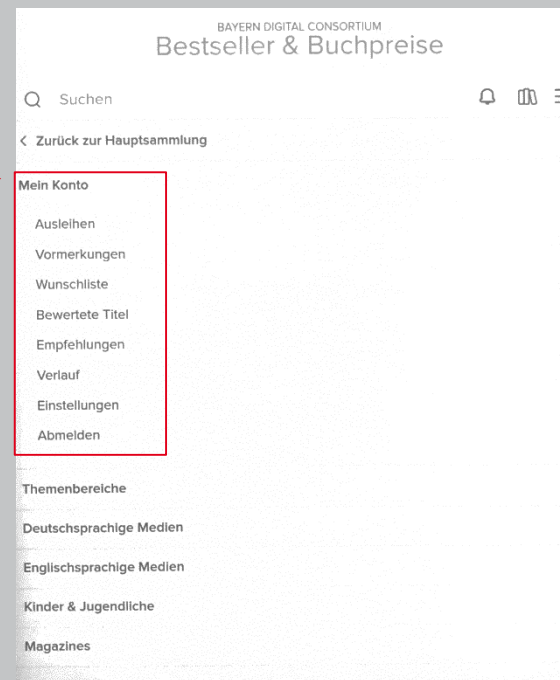 BAYERN DIGITAL CONSORTIUM
Bestseller & Buchpreise
Suchen
Zurück zur Hauptsammlung
Mein Konto
Ausleihen
Vormerkungen
Wunschliste
Bewertete Titel
Empfehlungen
Verlauf
Einstellungen
Abmelden
Themenbereiche
Deutschsprachige Medien
Englischsprachige Medien
Kinder & Jugendliche
Magazines